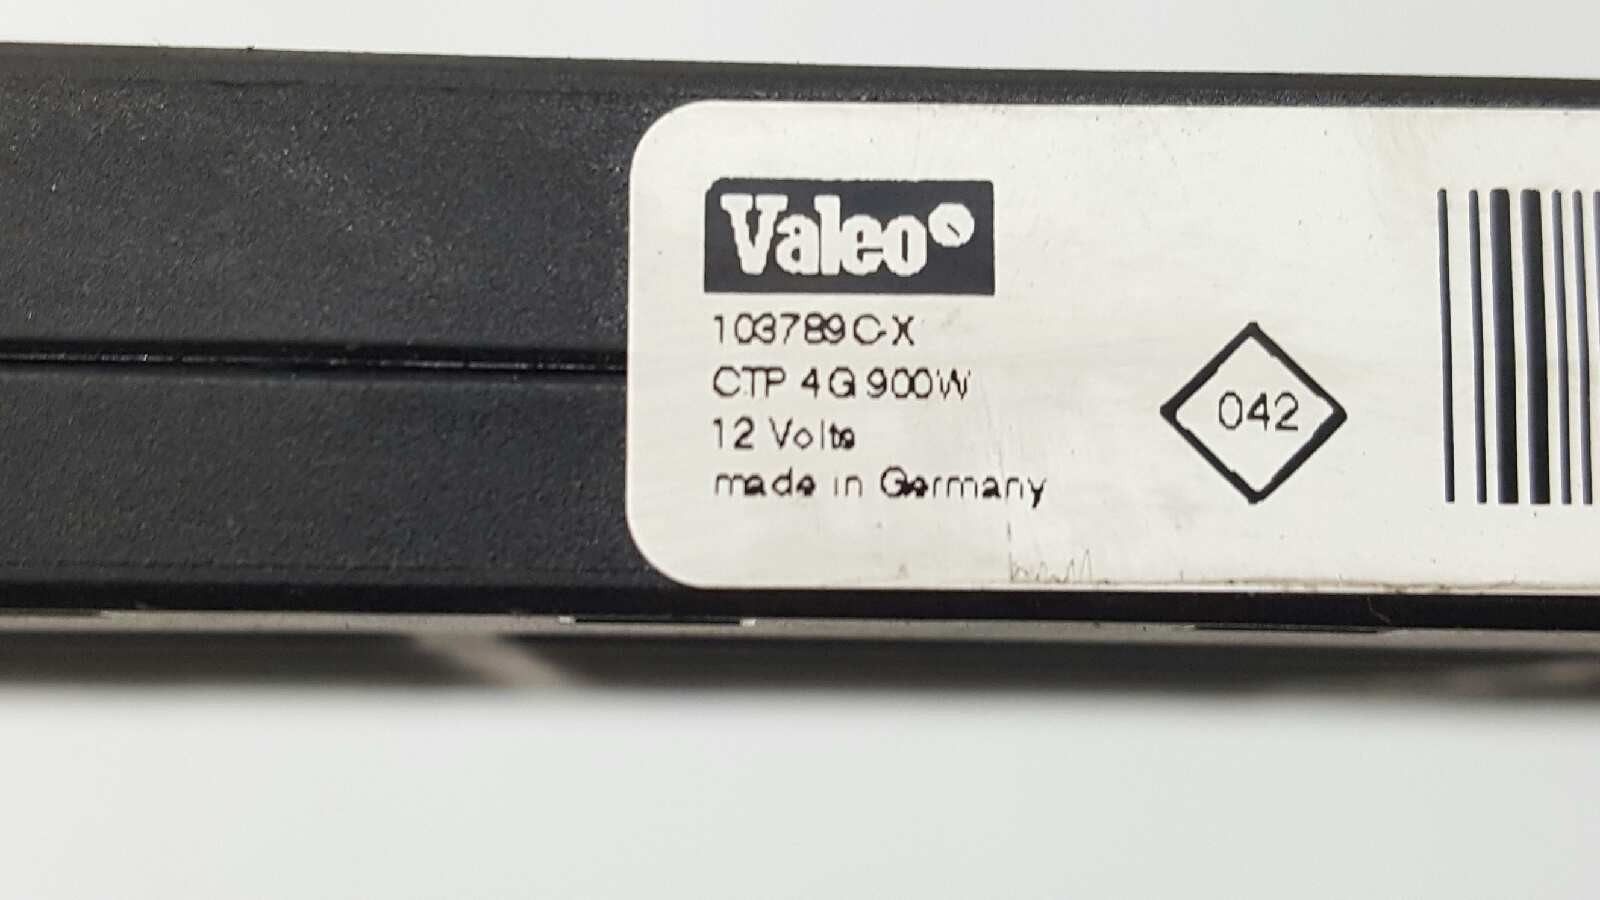 Valeo
103789C-X
CTP 4G 900W
12 Volts
made in Germany
042